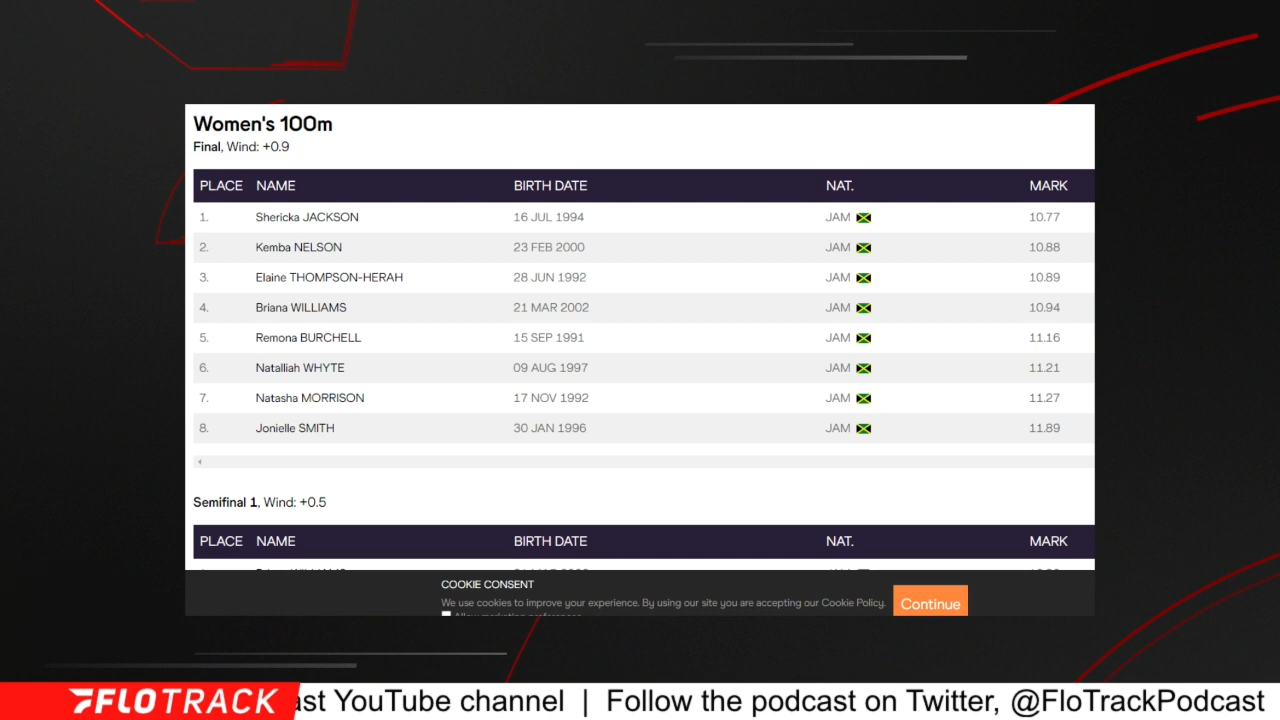 Women's 100m
Final, Wind: +0.9
PLACE NAME BIRTH DATE NAT. MARK
1. Shericka JACKSON 16 JUL 1994 JAM 10.77
2. Kemba NELSON 23 FEB 2000 JAM 10.88
3. Elaine THOMPSON-HERAH 28 JUN 1992 JAM 10.89
4. Briana WILLIAMS 21 MAR 2002 JAM 10.94
5. Remona BURCHELL 15 SEP 1991 JAM 11.16
6. Natalliah WHYTE 09 AUG 1997 JAM 11.21
7. Natasha MORRISON 17 NOV 1992 JAM 11.27
8. Jonielle SMITH 30 JAN 1996 JAM 11.89
Semifinal 1, Wind: +0.5
PLACE NAME BIRTH DATE NAT. MARK
COOKIE CONSENT
We use cookies to improve your experience. By using our site you are accepting our Cookie Policy.
Continue
FLOTRACK
ast YouTube channel | Follow the podcast on Twitter, @FloTrackPodcast